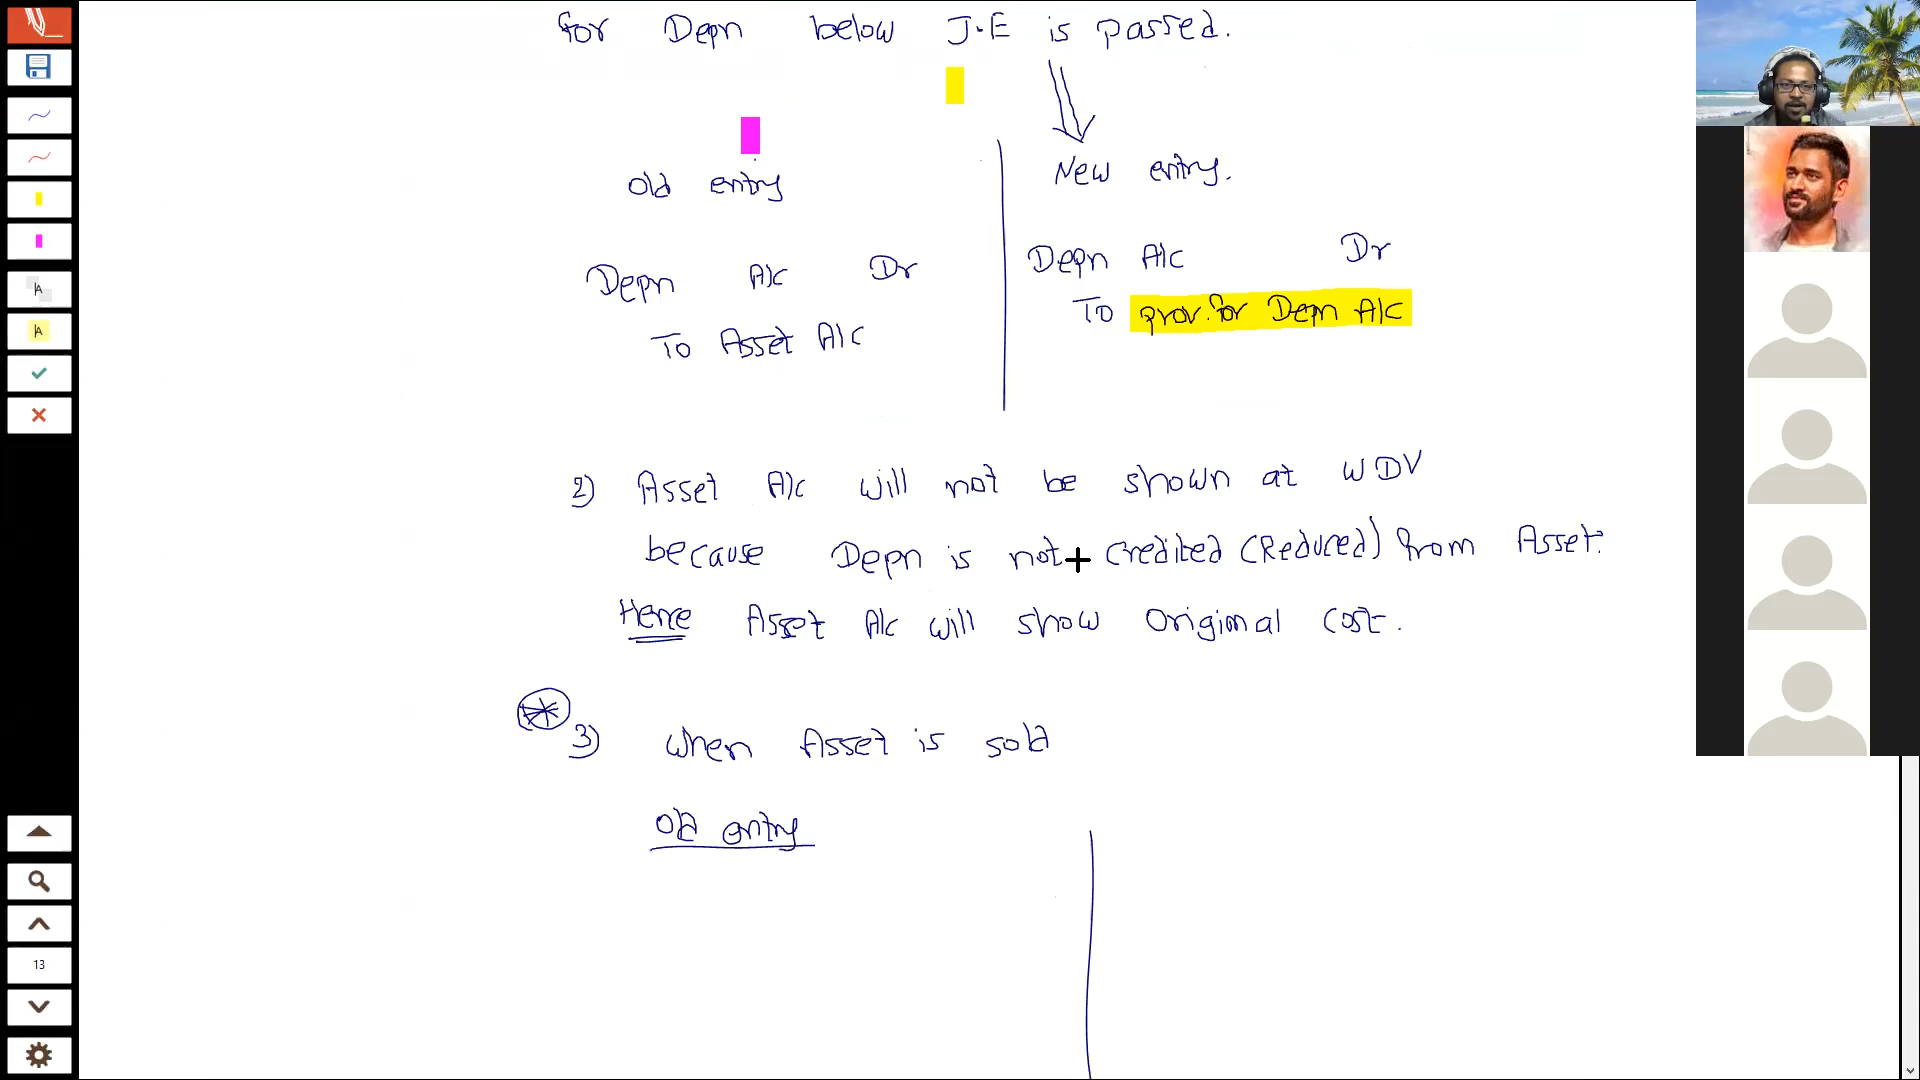 for Depn below J.E is passed.
Old entry
New entry.
Depn A/c Dr
To Asset A/c
Depn A/c Dr
To prov. for Depn A/c
2) Asset A/c will not be shown at WDV
because Depn is not credited (Reduced) from Asset.
Hence Asset A/c will show Original cost.
3) When Asset is sold
Old entry
A
A
13